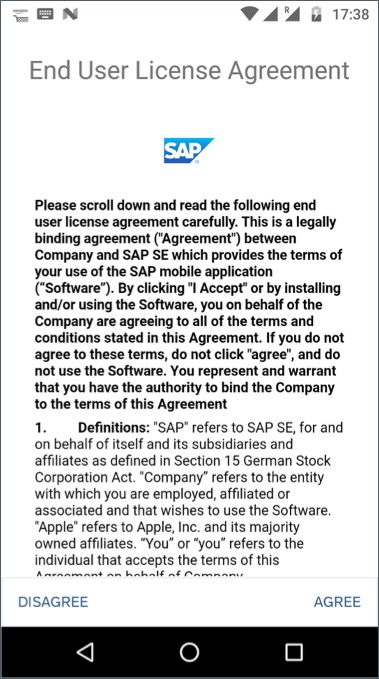 17:38
End User License Agreement
SAP
Please scroll down and read the following end
user license agreement carefully. This is a legally
binding agreement ("Agreement") between
Company and SAP SE which provides the terms of
your use of the SAP mobile application
(“Software”). By clicking "I Accept" or by installing
and/or using the Software, you on behalf of the
Company are agreeing to all of the terms and
conditions stated in this Agreement. If you do not
agree to these terms, do not click "agree", and do
not use the Software. You represent and warrant
that you have the authority to bind the Company
to the terms of this Agreement
1. Definitions: "SAP" refers to SAP SE, for and
on behalf of itself and its subsidiaries and
affiliates as defined in Section 15 German Stock
Corporation Act. "Company” refers to the entity
with which you are employed, affiliated or
associated and that wishes to use the Software.
"Apple" refers to Apple, Inc. and its majority
owned affiliates. “You” or “you” refers to the
individual that accepts the terms of this
Agreement on behalf of Company.
DISAGREE AGREE